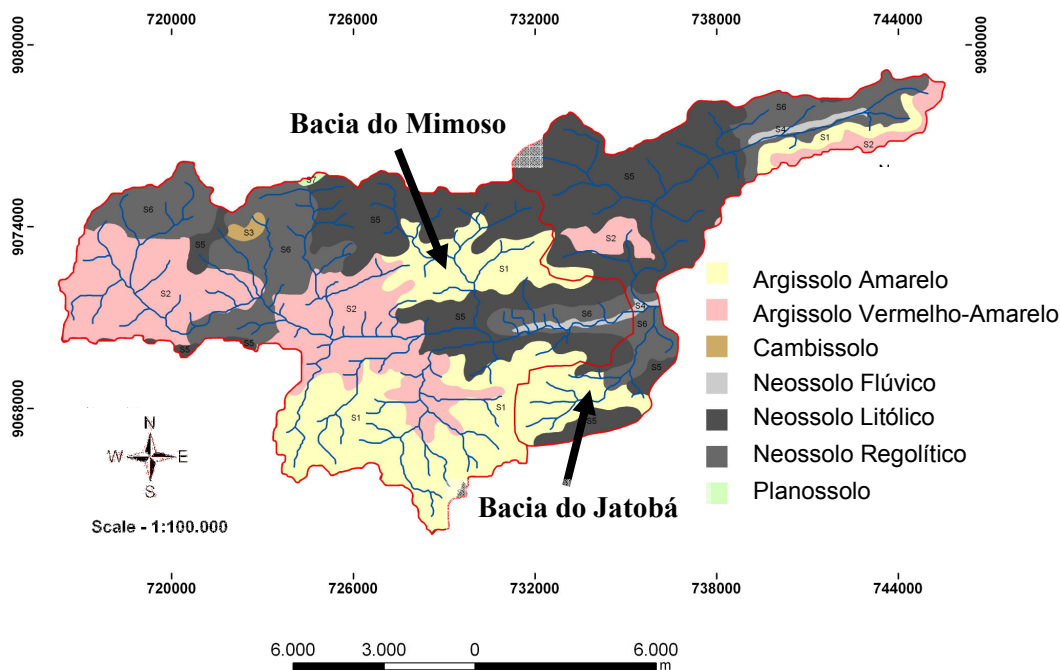 720000 726000 732000 738000 744000
9080000 9080000
Bacia do Mimoso
S6
S4
S1
S2
S7
S5
S6
S5
S3
S6
S5
9074000
S2
S1
S2
S2
S5
S6
S4
S6
S5
S5
S5
9068000
S1
S1
S5
Argissolo Amarelo
Argissolo Vermelho-Amarelo
Cambissolo
Neossolo Flúvico
Neossolo Litólico
Neossolo Regolítico
Planossolo
N
W E
S
Bacia do Jatobá
Scale - 1:100.000
720000 726000 732000 738000 744000
6.000 3.000 0 6.000
m